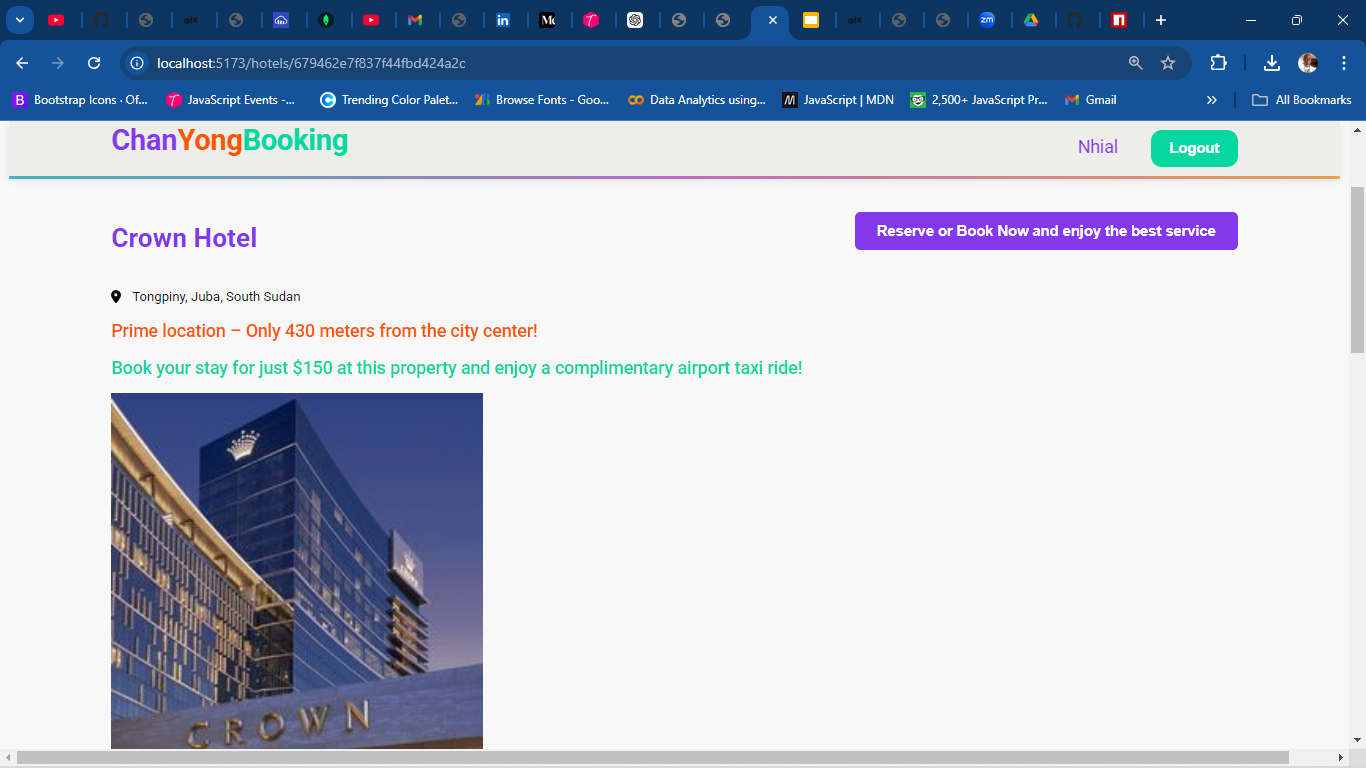 zm
localhost:5173/hotels/679462e7f837f44fbd424a2c
Bootstrap Icons · Of...
JavaScript Events -...
Trending Color Palet...
Browse Fonts - Goo...
Data Analytics using...
JavaScript | MDN
2,500+ JavaScript Pr...
Gmail
All Bookmarks
ChanYongBooking
Nhial
Logout
Crown Hotel
Reserve or Book Now and enjoy the best service
Tongpiny, Juba, South Sudan
Prime location – Only 430 meters from the city center!
Book your stay for just $150 at this property and enjoy a complimentary airport taxi ride!
CROWN